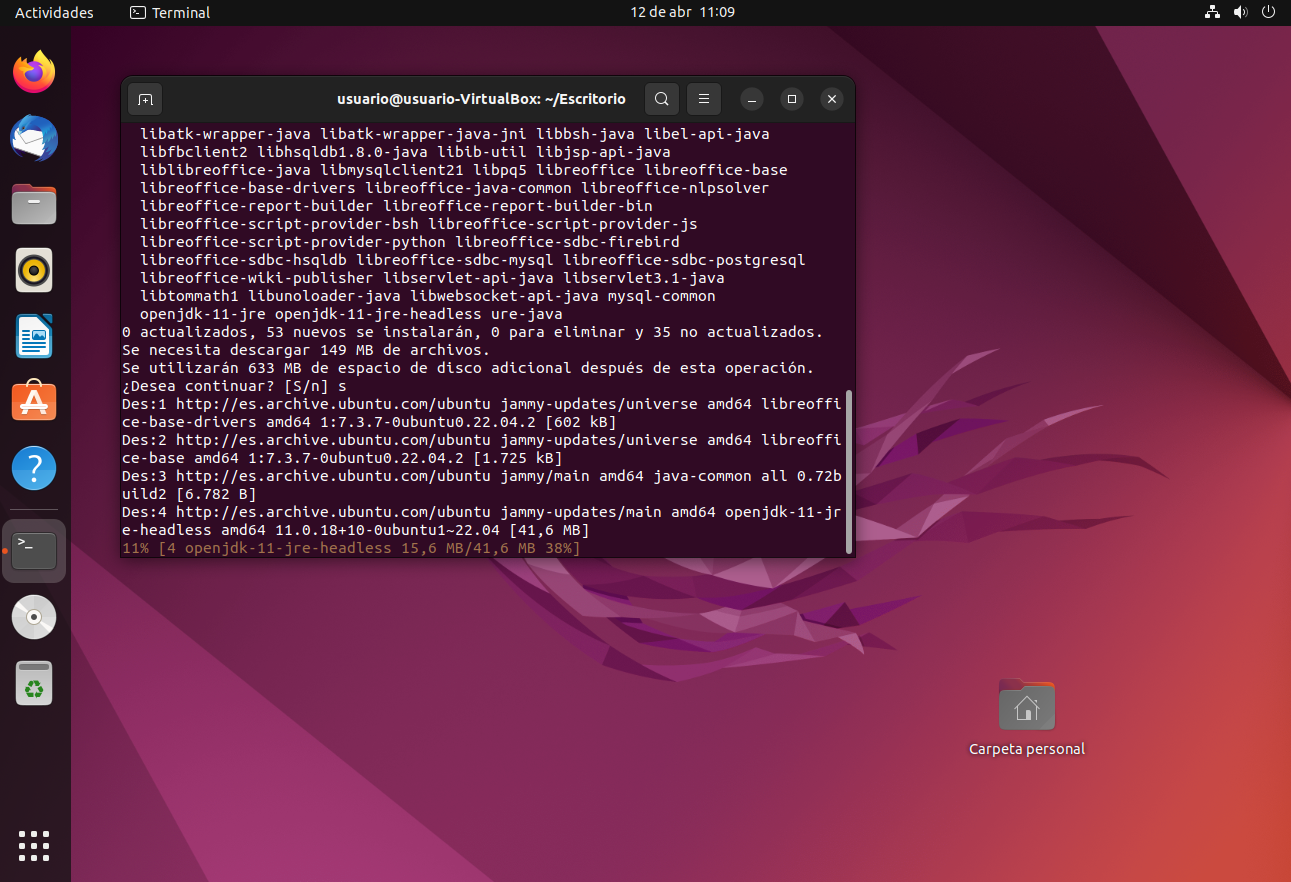 Actividades
Terminal
12 de abr 11:09
usuario@usuario-VirtualBox: ~/Escritorio
libatk-wrapper-java libatk-wrapper-java-jni libbsh-java libel-api-java
libfbclient2 libhsqldb1.8.0-java libib-util libjsp-api-java
liblibreoffice-java libmysqlclient21 libpq5 libreoffice libreoffice-base
libreoffice-base-drivers libreoffice-java-common libreoffice-nlpsolver
libreoffice-report-builder libreoffice-report-builder-bin
libreoffice-script-provider-bsh libreoffice-script-provider-js
libreoffice-script-provider-python libreoffice-sdbc-firebird
libreoffice-sdbc-hsqldb libreoffice-sdbc-mysql libreoffice-sdbc-postgresql
libreoffice-wiki-publisher libservlet-api-java libservlet3.1-java
libtommath1 libunoloader-java libwebsocket-api-java mysql-common
openjdk-11-jre openjdk-11-jre-headless ure-java
0 actualizados, 53 nuevos se instalarán, 0 para eliminar y 35 no actualizados.
Se necesita descargar 149 MB de archivos.
Se utilizarán 633 MB de espacio de disco adicional después de esta operación.
¿Desea continuar? [S/n] s
Des:1 http://es.archive.ubuntu.com/ubuntu jammy-updates/universe amd64 libreoffi
ce-base-drivers amd64 1:7.3.7-0ubuntu0.22.04.2 [602 kB]
Des:2 http://es.archive.ubuntu.com/ubuntu jammy-updates/universe amd64 libreoffi
ce-base amd64 1:7.3.7-0ubuntu0.22.04.2 [1.725 kB]
Des:3 http://es.archive.ubuntu.com/ubuntu jammy/main amd64 java-common all 0.72b
uild2 [6.782 B]
Des:4 http://es.archive.ubuntu.com/ubuntu jammy-updates/main amd64 openjdk-11-jr
e-headless amd64 11.0.18+10-0ubuntu1~22.04 [41,6 MB]
11% [4 openjdk-11-jre-headless 15,6 MB/41,6 MB 38%]
Carpeta personal